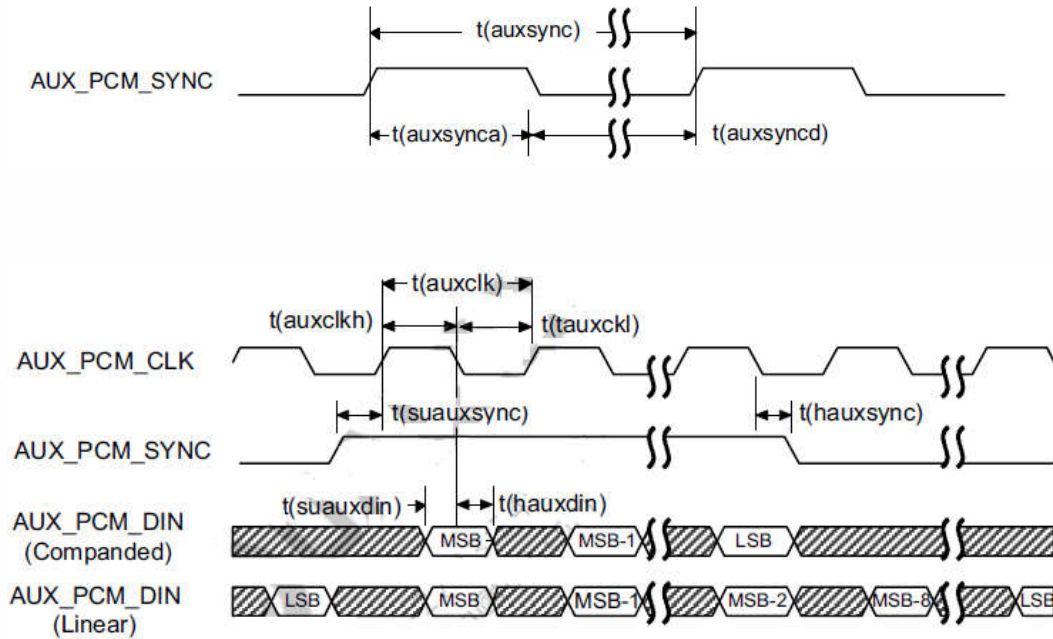 t(auxsync)
AUX_PCM_SYNC
t(auxsynca)
t(auxsyncd)
t(auxclk)
t(auxclkh)
t(tauxckl)
AUX_PCM_CLK
t(suauxsync)
t(hauxsync)
AUX_PCM_SYNC
t(suauxdin)
t(hauxdin)
AUX_PCM_DIN
(Companded)
MSB
MSB-1
LSB
AUX_PCM_DIN
(Linear)
LSB
MSB
MSB-1
MSB-2
MSB-8
LSB